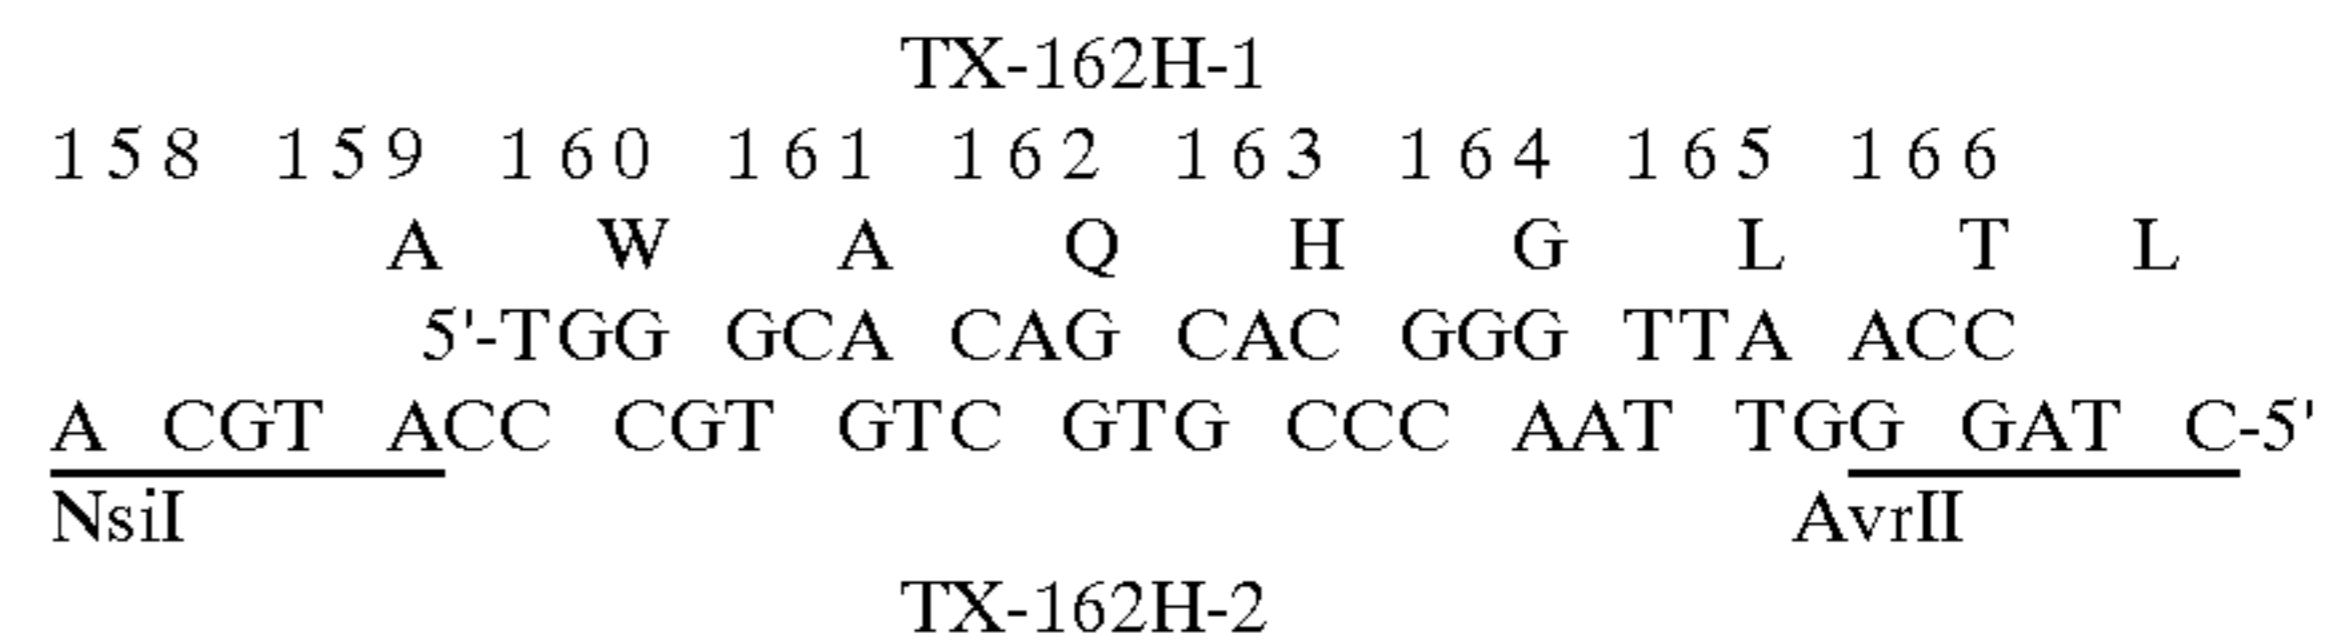 TX-162H-1
158 159 160 161 162 163 164 165 166
A W A Q H G L T L
5'-TGG GCA CAG CAC GGG TTA ACC
A CGT ACC CGT GTC GTG CCC AAT TGG GAT C-5'
NsiI AvrII
TX-162H-2